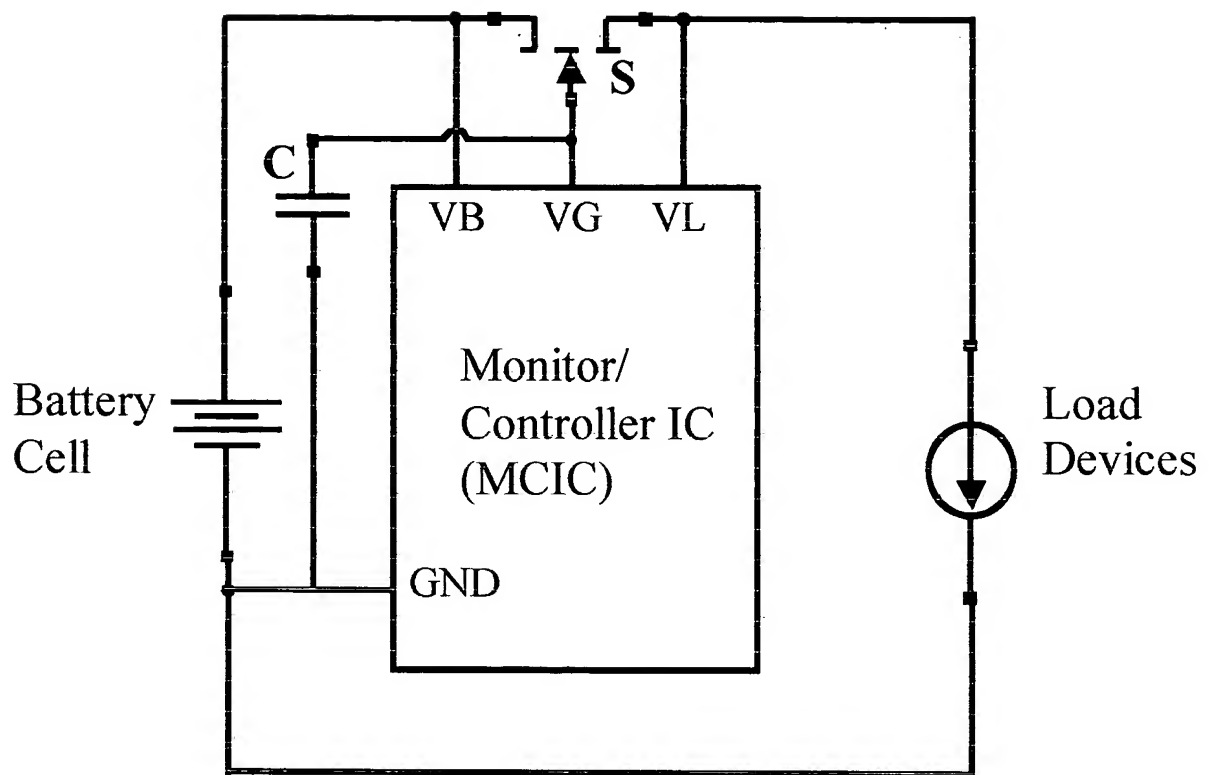 S
C
VB VG VL
Monitor/
Controller IC
(MCIC)
Battery
Cell
Load
Devices
GND